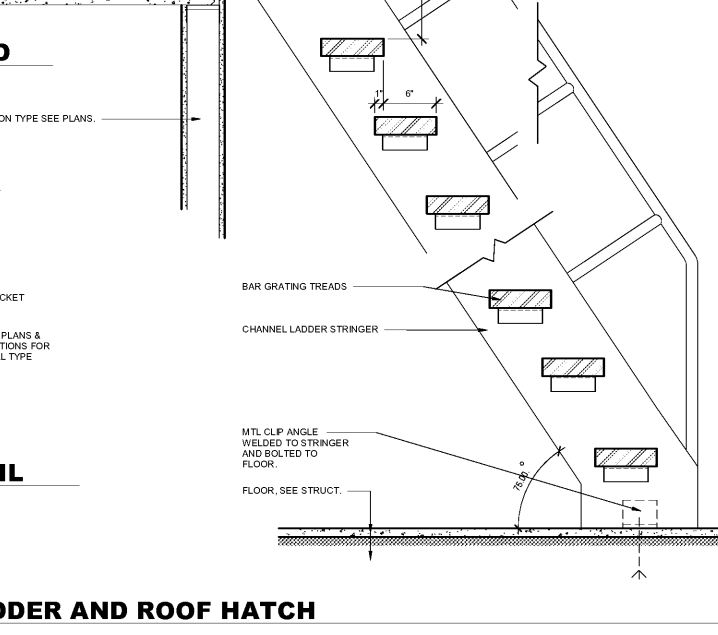 D
ON TYPE SEE PLANS.
1"
6"
CKET
PLANS &
TIONS FOR
L TYPE
BAR GRATING TREADS
CHANNEL LADDER STRINGER
MTL CLIP ANGLE
WELDED TO STRINGER
AND BOLTED TO
FLOOR.
75.00 °
IL
FLOOR, SEE STRUCT.
DDER AND ROOF HATCH